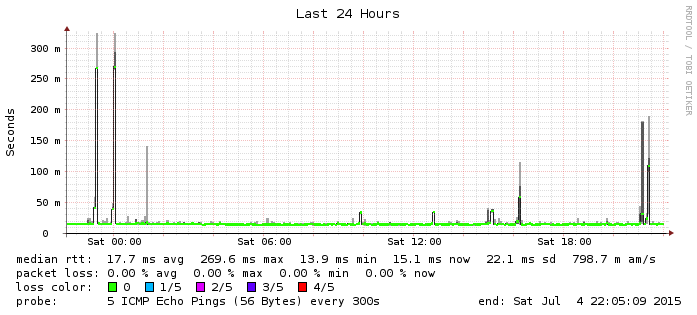 Last 24 Hours
RRDTOOL / TOBI OETIKER
Seconds
300 m
250 m
200 m
150 m
100 m
50 m
0
Sat 00:00 Sat 06:00 Sat 12:00 Sat 18:00
median rtt: 17.7 ms avg 269.6 ms max 13.9 ms min 15.1 ms now 22.1 ms sd 798.7 m am/s
packet loss: 0.00 % avg 0.00 % max 0.00 % min 0.00 % now
loss color: 0 1/5 2/5 3/5 4/5
probe: 5 ICMP Echo Pings (56 Bytes) every 300s end: Sat Jul 4 22:05:09 2015